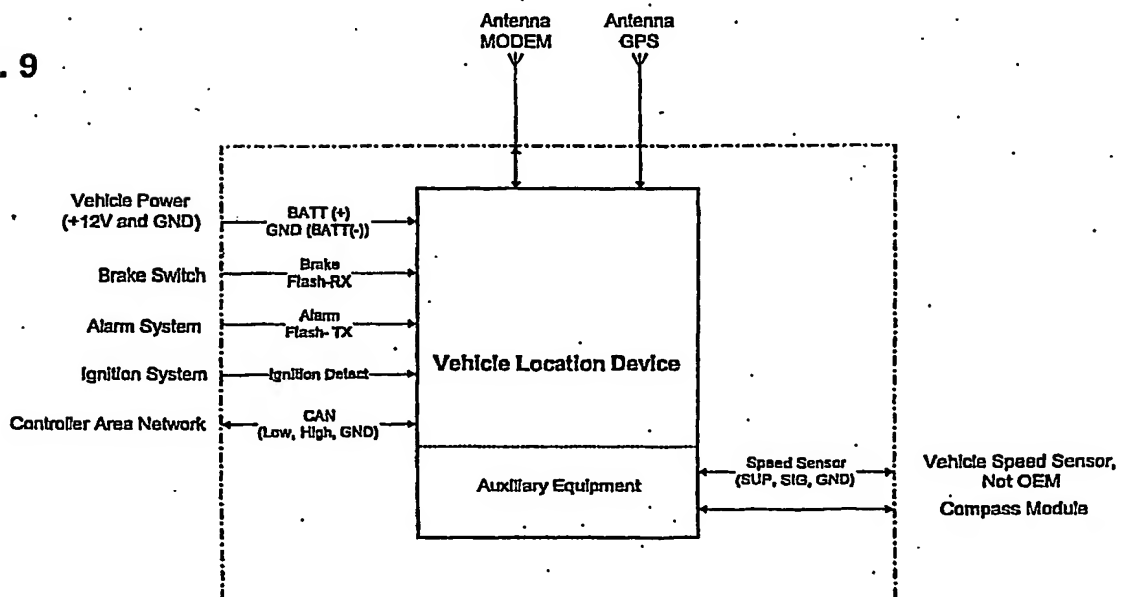 . 9
Antenna
MODEM
Antenna
GPS
Vehicle Power
(+12V and GND)
BATT (+)
GND (BATT(-))
Brake Switch
Brake
Flash-RX
Alarm System
Alarm
Flash-TX
Ignition System
Ignition Detect
Controller Area Network
CAN
(Low, High, GND)
Vehicle Location Device
Auxiliary Equipment
Speed Sensor
(SUP, SIG, GND)
Vehicle Speed Sensor,
Not OEM
Compass Module